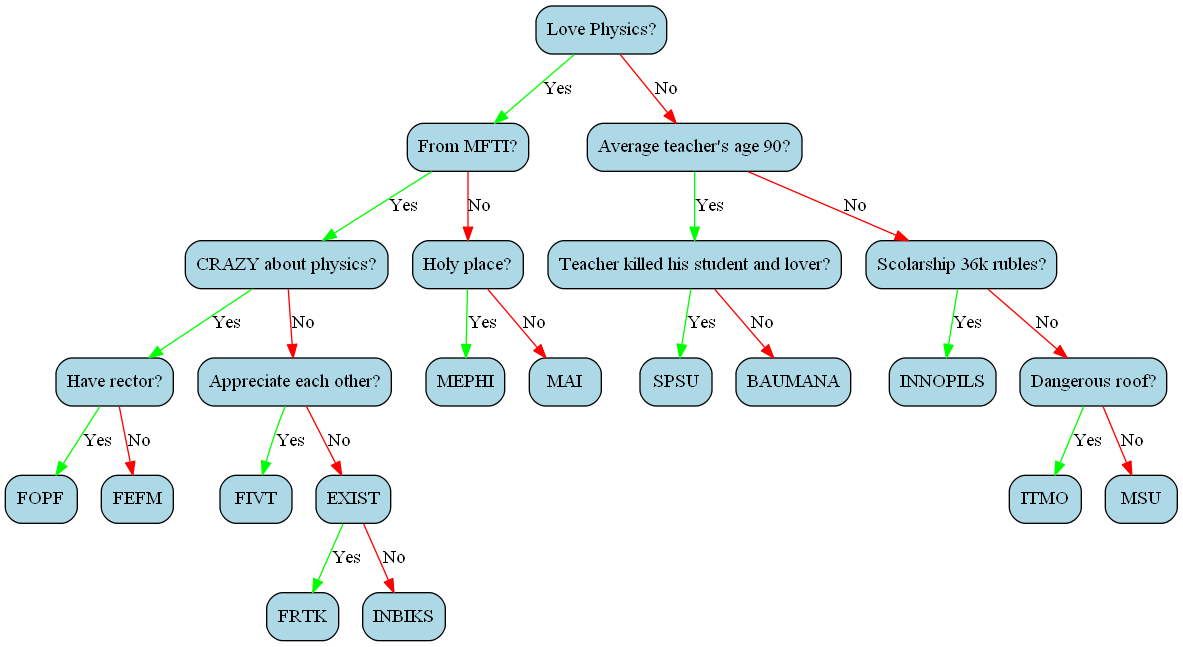 Love Physics?
Yes
No
From MFTI?
Average teacher's age 90?
Yes
No
Yes
No
CRAZY about physics?
Holy place?
Teacher killed his student and lover?
Scolarship 36k rubles?
Yes
No
Yes
No
Yes
No
Yes
No
Have rector?
Appreciate each other?
MEPHI
MAI
SPSU
BAUMANA
INNOPILS
Dangerous roof?
Yes
No
Yes
No
Yes
No
FOPF
FEFM
FIVT
EXIST
ITMO
MSU
Yes
No
FRTK
INBIKS